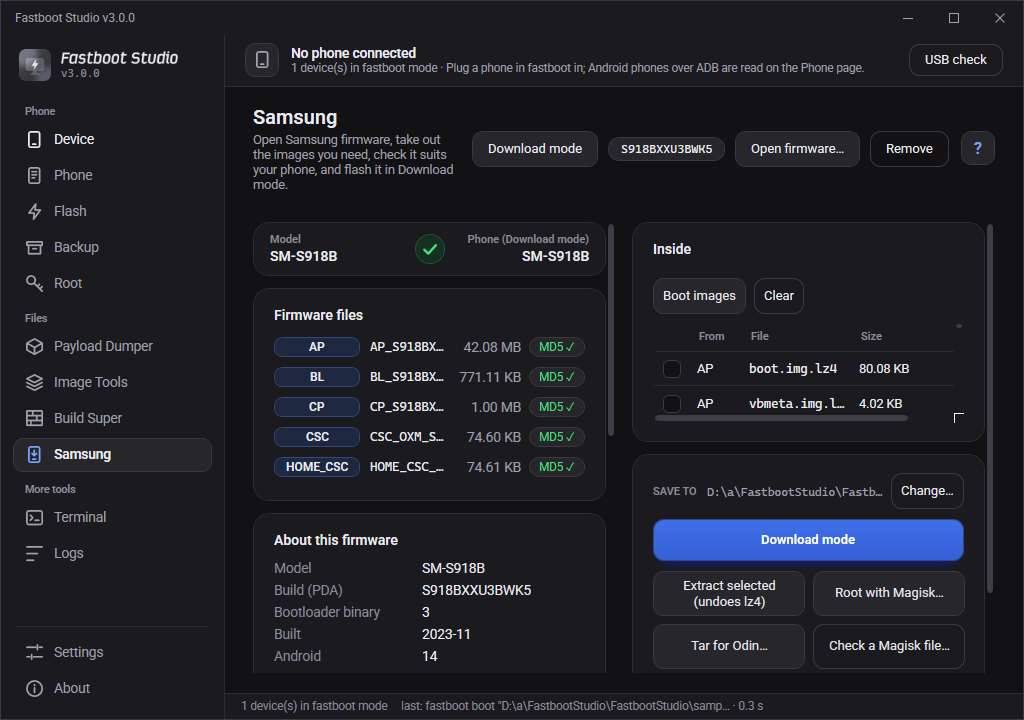 Fastboot Studio v3.0.0
Fastboot Studio
v3.0.0
Phone
Device
Phone
Flash
Backup
Root
Files
Payload Dumper
Image Tools
Build Super
Samsung
More tools
Terminal
Logs
Settings
About
No phone connected
1 device(s) in fastboot mode · Plug a phone in fastboot in; Android phones over ADB are read on the Phone page.
USB check
Samsung
Open Samsung firmware, take out
the images you need, check it suits
your phone, and flash it in Download
mode.
Download mode
S918BXXU3BWK5
Open firmware…
Remove
?
Model
SM-S918B
Phone (Download mode)
SM-S918B
Firmware files
AP AP_S918BX… 42.08 MB MD5 ✓
BL BL_S918BX… 771.11 KB MD5 ✓
CP CP_S918BX… 1.00 MB MD5 ✓
CSC CSC_OXM_S… 74.60 KB MD5 ✓
HOME_CSC HOME_CSC_… 74.61 KB MD5 ✓
About this firmware
Model SM-S918B
Build (PDA) S918BXXU3BWK5
Bootloader binary 3
Built 2023-11
Android 14
Inside
Boot images
Clear
From File Size
AP boot.img.lz4 80.08 KB
AP vbmeta.img.l… 4.02 KB
SAVE TO D:\a\FastbootStudio\Fastb… Change…
Download mode
Extract selected
(undoes lz4)
Root with Magisk…
Tar for Odin…
Check a Magisk file…
1 device(s) in fastboot mode last: fastboot boot "D:\a\FastbootStudio\FastbootStudio\samp… · 0.3 s